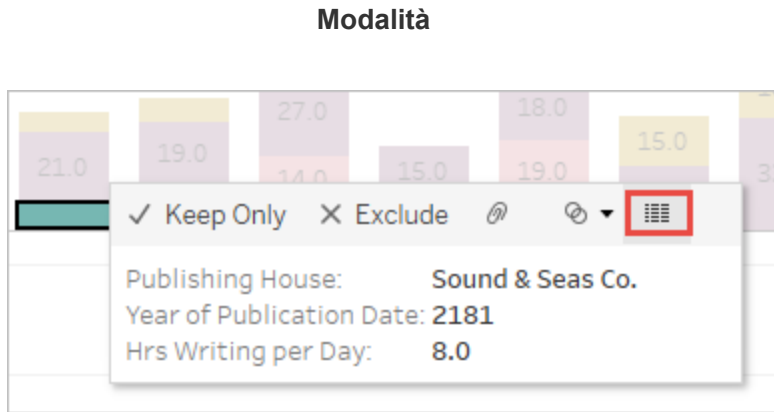 Modalità
27.0 18.0
21.0 19.0 15.0
14.0 15.0 19.0
Keep Only Exclude
Publishing House: Sound & Seas Co.
Year of Publication Date: 2181
Hrs Writing per Day: 8.0